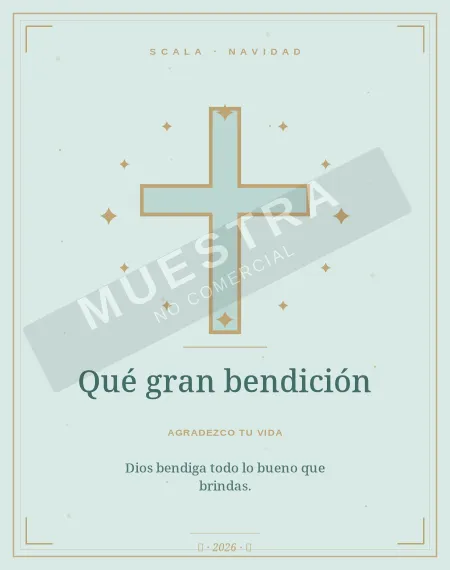 SCALA · NAVIDAD
MUESTRA
NO COMERCIAL
Qué gran bendición
AGRADEZCO TU VIDA
Dios bendiga todo lo bueno que
brindas.
· 2026 ·